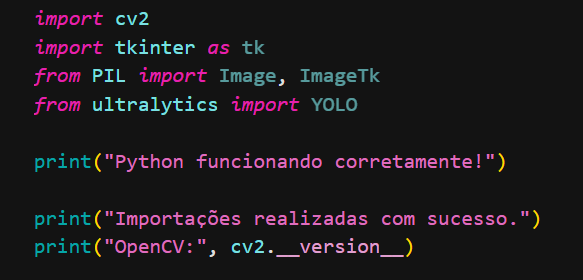 import cv2
import tkinter as tk
from PIL import Image, ImageTk
from ultralytics import YOLO
print("Python funcionando corretamente!")
print("Importações realizadas com sucesso.")
print("OpenCV:", cv2.__version__)